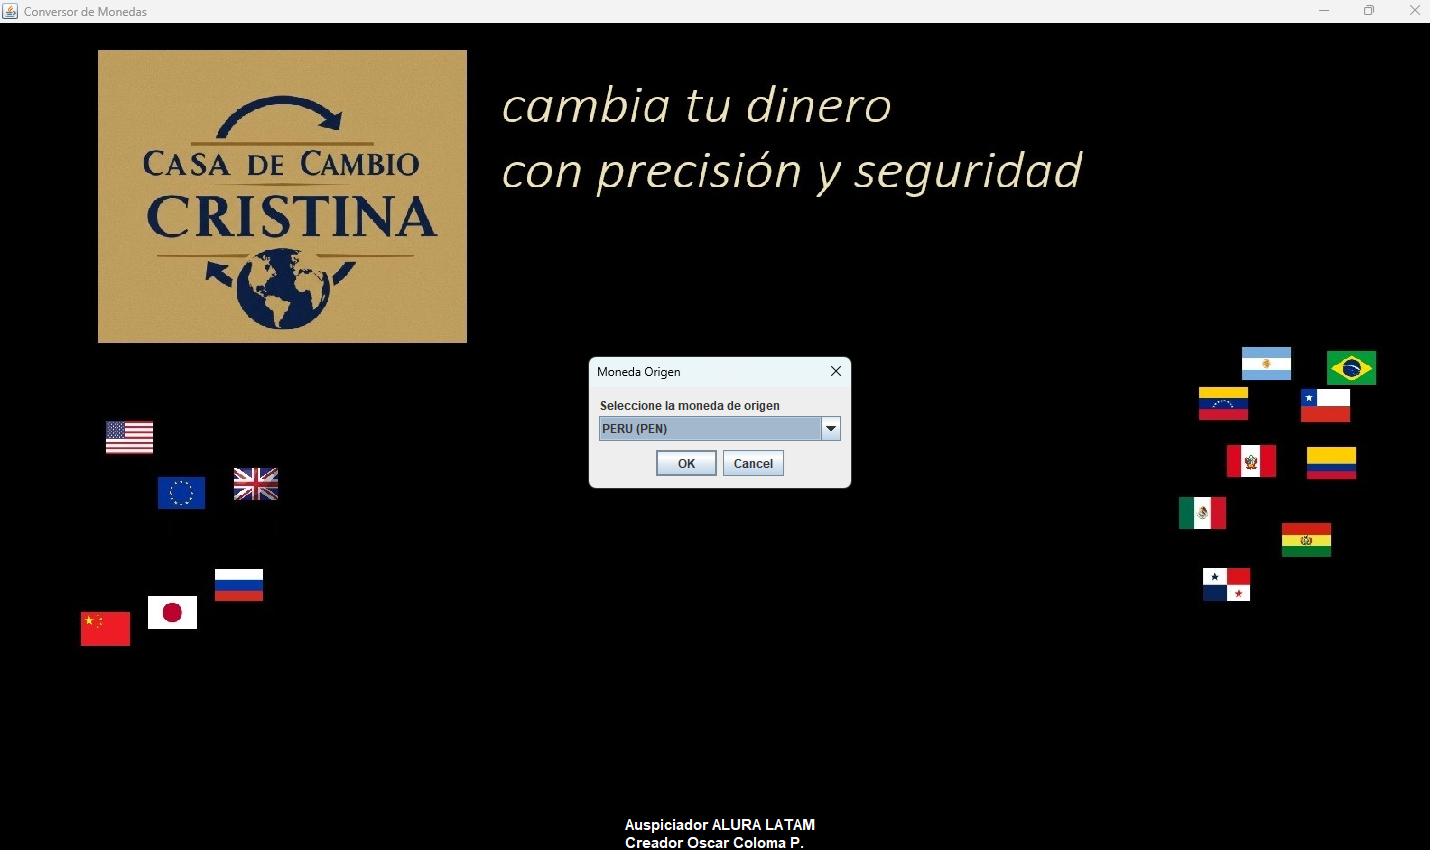 Conversor de Monedas
CASA DE CAMBIO
CRISTINA
cambia tu dinero
con precisión y seguridad
Moneda Origen
Seleccione la moneda de origen
PERU (PEN)
OK
Cancel
Auspiciador ALURA LATAM
Creador Oscar Coloma P.